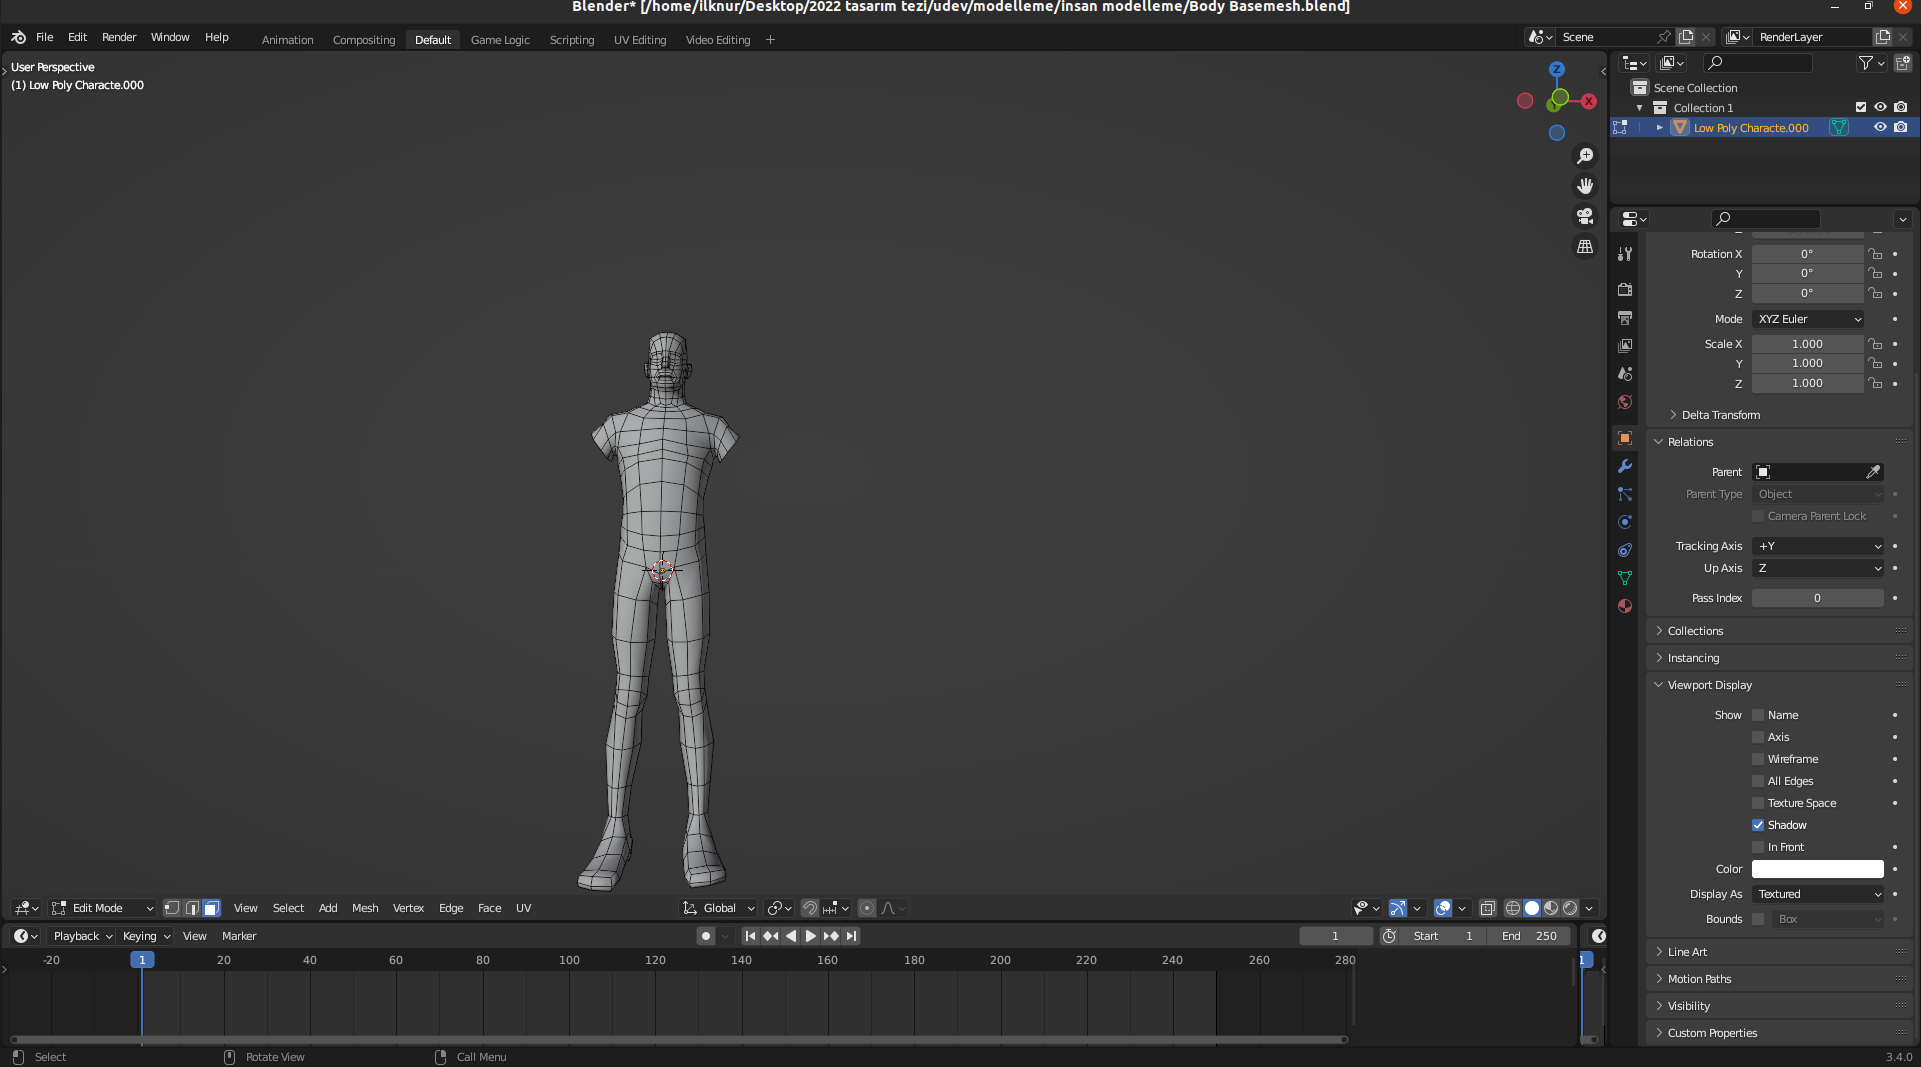 Blender* [/home/ilknur/Desktop/2022 tasarım tezi/udev/modelleme/insan modelleme/Body Basemesh.blend]
File Edit Render Window Help Animation Compositing Default Game Logic Scripting UV Editing Video Editing + Scene RenderLayer
User Perspective
(1) Low Poly Characte.000
Z
X
Scene Collection
Collection 1
Low Poly Characte.000
Rotation X 0°
Y 0°
Z 0°
Mode XYZ Euler
Scale X 1.000
Y 1.000
Z 1.000
Delta Transform
Relations
Parent
Parent Type Object
Camera Parent Lock
Tracking Axis +Y
Up Axis Z
Pass Index 0
Collections
Instancing
Viewport Display
Show Name
Axis
Wireframe
All Edges
Texture Space
Shadow
In Front
Color
Display As Textured
Bounds Box
Line Art
Motion Paths
Visibility
Custom Properties
Edit Mode View Select Add Mesh Vertex Edge Face UV Global
Playback Keying View Marker 1 Start 1 End 250
-20 1 20 40 60 80 100 120 140 160 180 200 220 240 260 280 1
Select Rotate View Call Menu 3.4.0